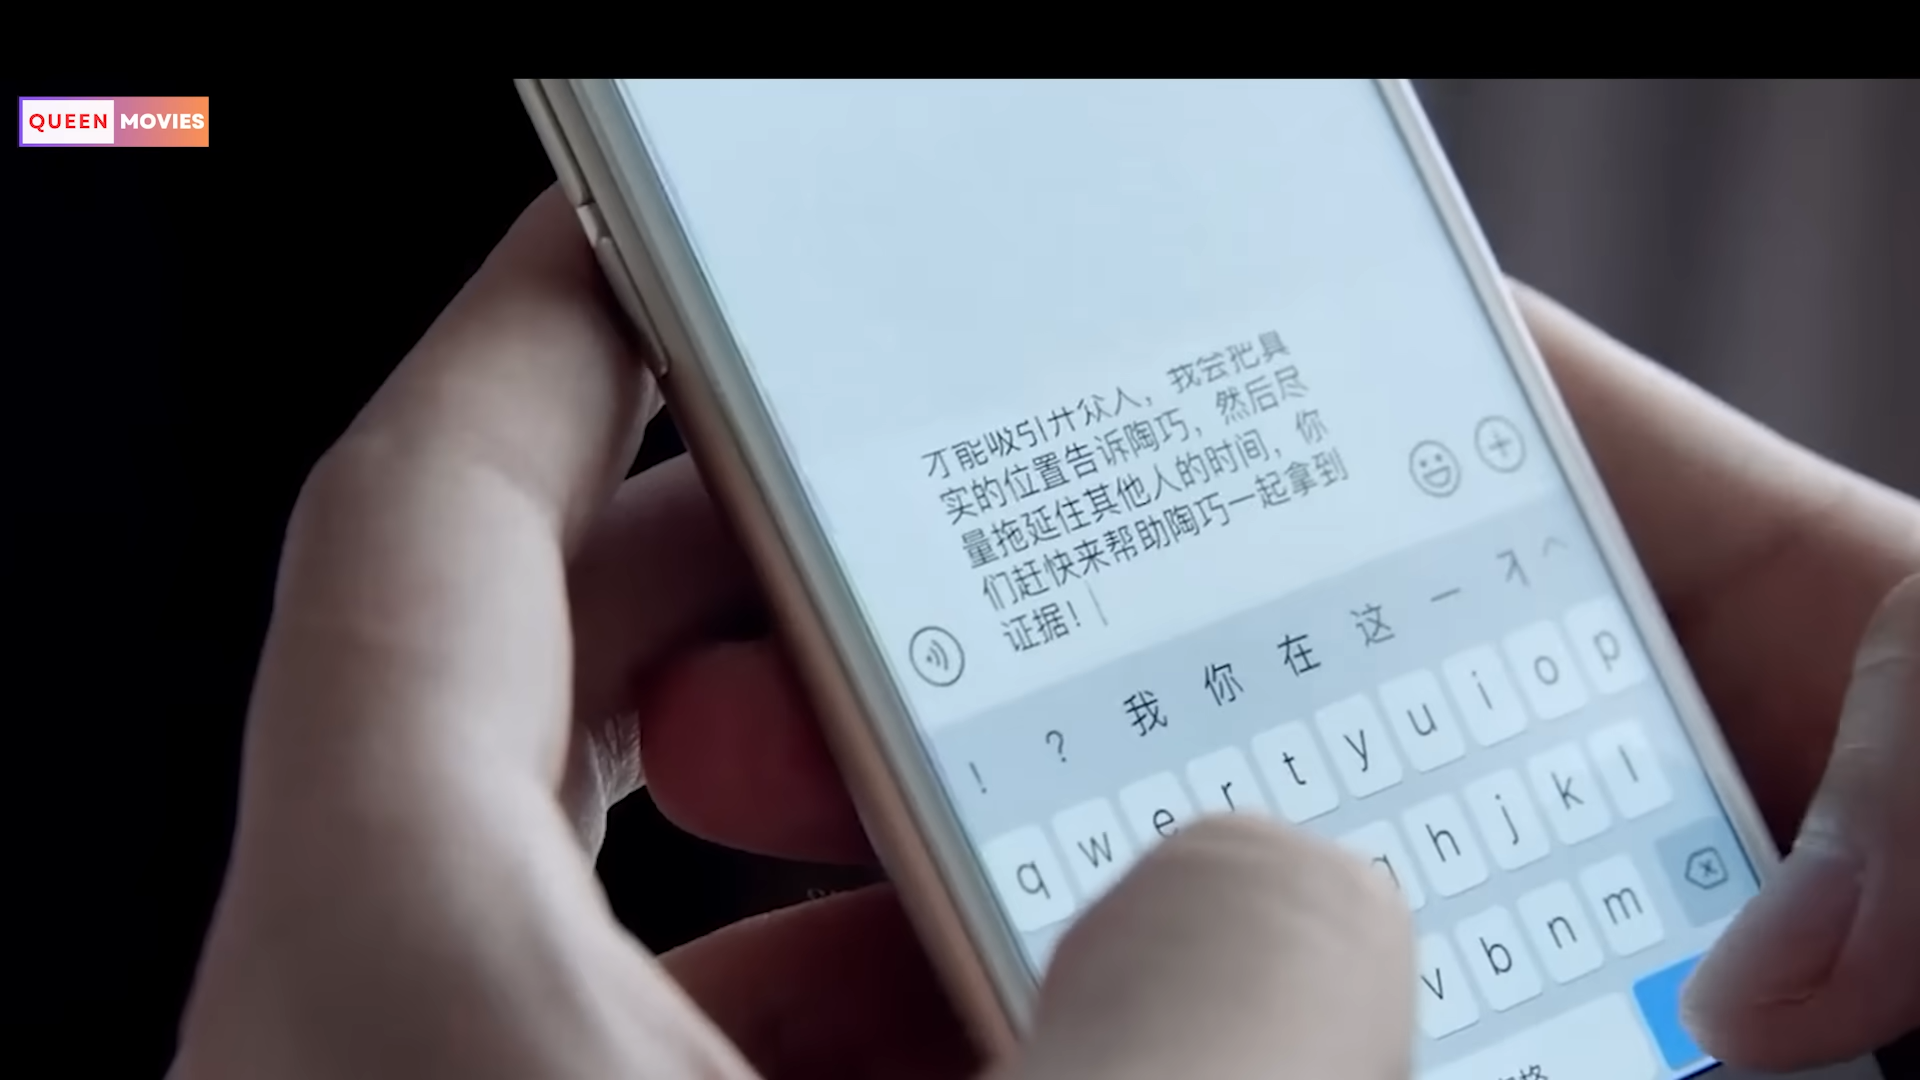 QUEEN MOVIES
才能吸引开众人，我会把真
实的位置告诉陶巧，然后尽
量拖延住其他人的时间，你
们赶快来帮助陶巧一起拿到
证据！
! ? 我 你 在 这 一
q w e r t y u i o p
g h j k l
v b n m